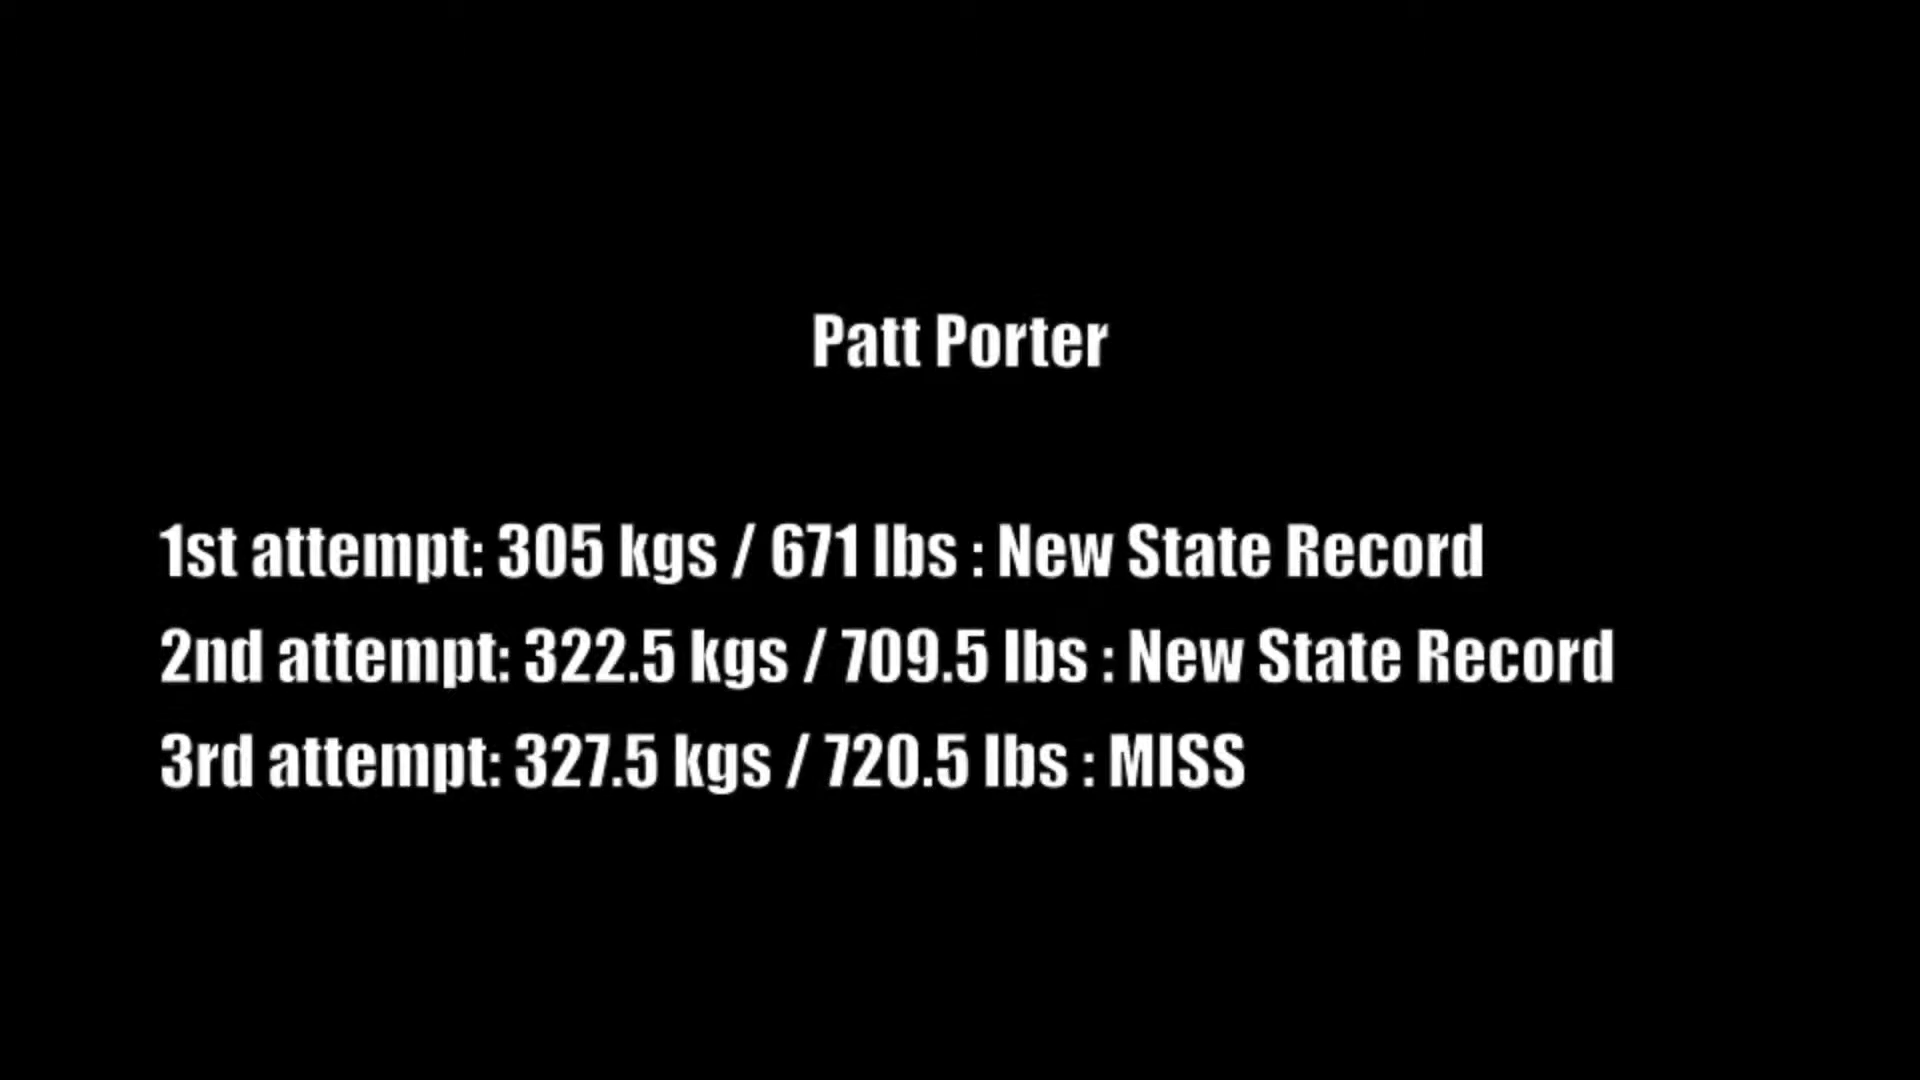 Patt Porter
1st attempt: 305 kgs / 671 lbs : New State Record
2nd attempt: 322.5 kgs / 709.5 lbs : New State Record
3rd attempt: 327.5 kgs / 720.5 lbs : MISS